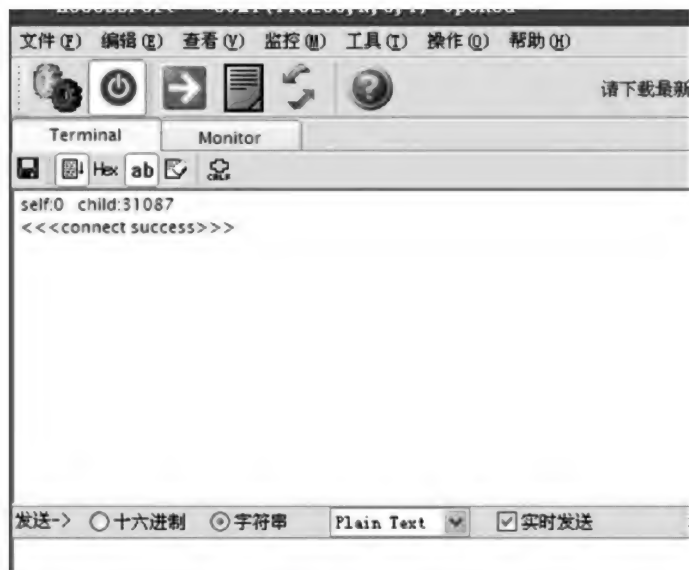 opened
文件(F) 编辑(E) 查看(V) 监控(M) 工具(T) 操作(O) 帮助(H)
请下载最新
Terminal Monitor
Hex ab CRLF
self:0 child:31087
<<<connect success>>>
发送-> 十六进制 字符串 Plain Text 实时发送